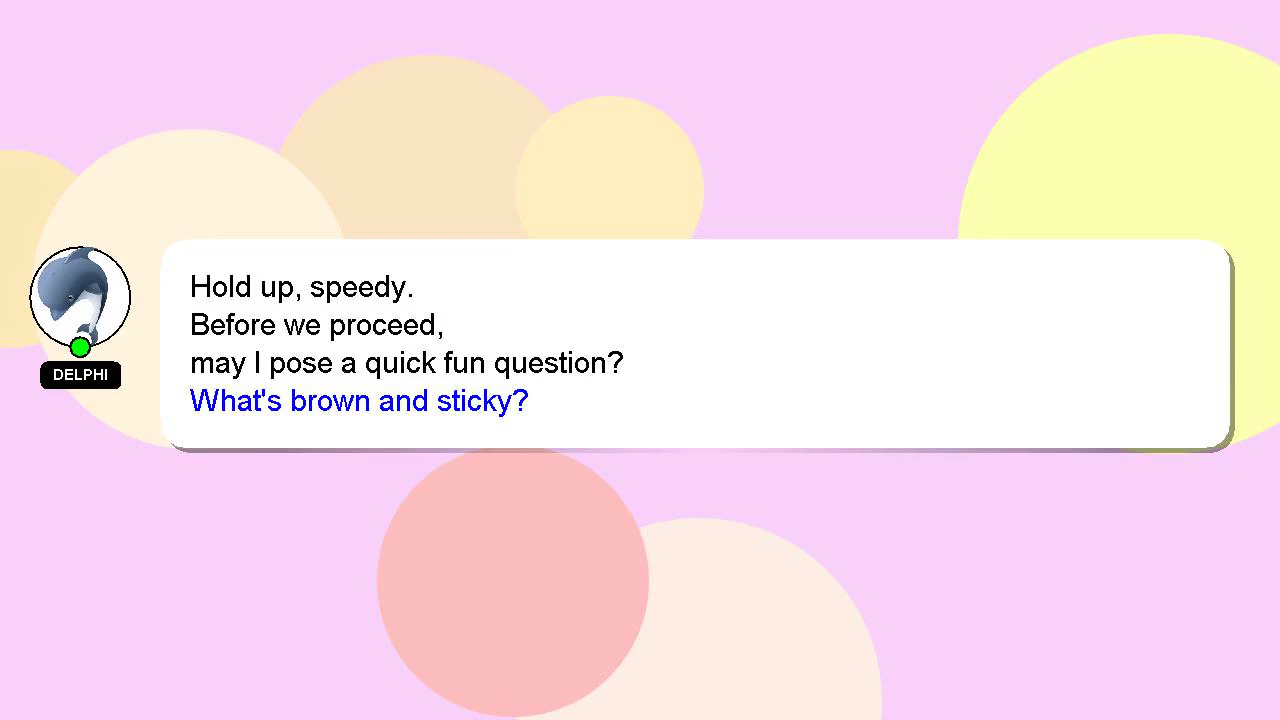 Hold up, speedy.
Before we proceed,
may I pose a quick fun question?
What's brown and sticky?
DELPHI